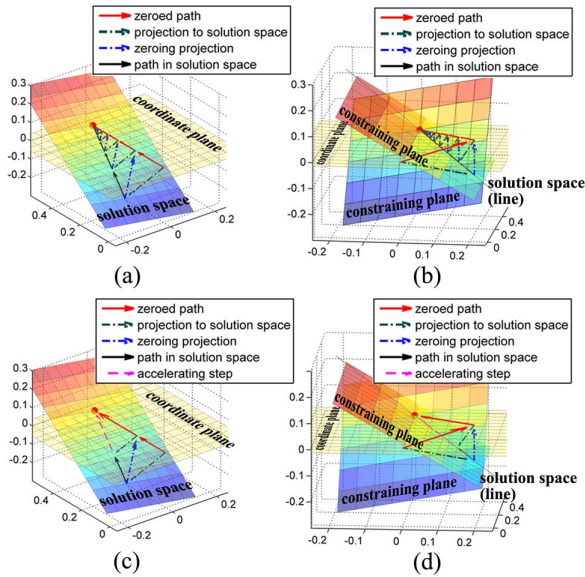 zeroed path
projection to solution space
zeroing projection
path in solution space
0.3
0.2
0.1
0
-0.1
-0.2
0.4
0.2
0
-0.2
0
0.2
coordinate plane
solution space
(a)
zeroed path
projection to solution space
zeroing projection
path in solution space
0.3
0.2
0.1
0
-0.1
-0.2
-0.2
-0.1
0
0.1
0.2
0
0.2
0.4
coordinate plane
constraining plane
constraining plane
solution space
(line)
(b)
zeroed path
projection to solution space
zeroing projection
path in solution space
accelerating step
0.3
0.2
0.1
0
-0.1
-0.2
0.4
0.2
0
-0.2
0
0.2
coordinate plane
solution space
(c)
zeroed path
projection to solution space
zeroing projection
path in solution space
accelerating step
0.2
0.1
0
-0.1
-0.2
-0.2
-0.1
0
0.1
0.2
0
0.2
0.4
coordinate plane
constraining plane
constraining plane
solution space
(line)
(d)